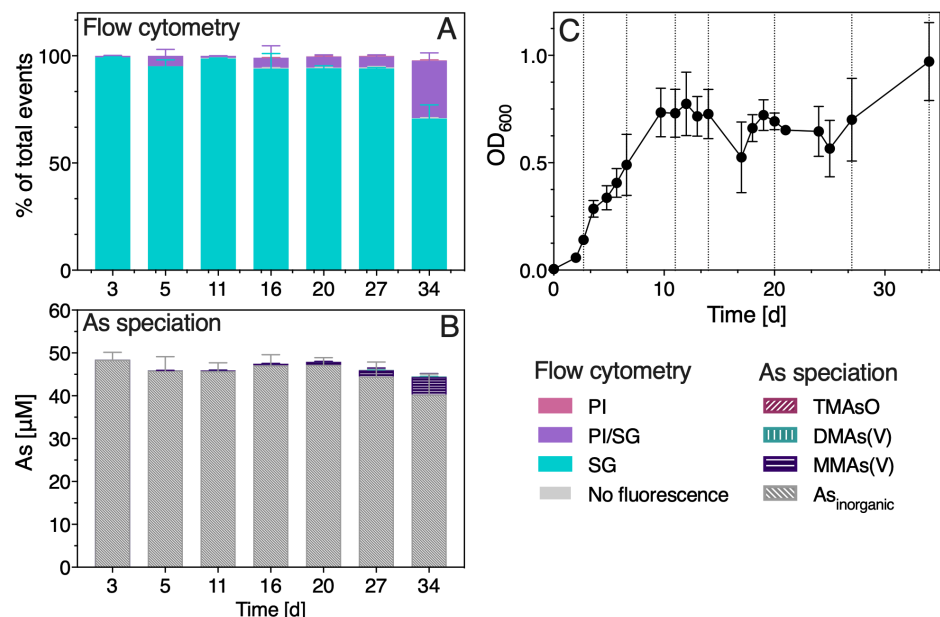 Flow cytometry
A
% of total events
100
50
0
3 5 11 16 20 27 34
As speciation
B
As [µM]
60
50
40
30
20
10
0
3 5 11 16 20 27 34
Time [d]
C
OD600
1.0
0.5
0.0
0 10 20 30
Time [d]
Flow cytometry
PI
PI/SG
SG
No fluorescence
As speciation
TMAsO
DMAs(V)
MMAs(V)
Asinorganic